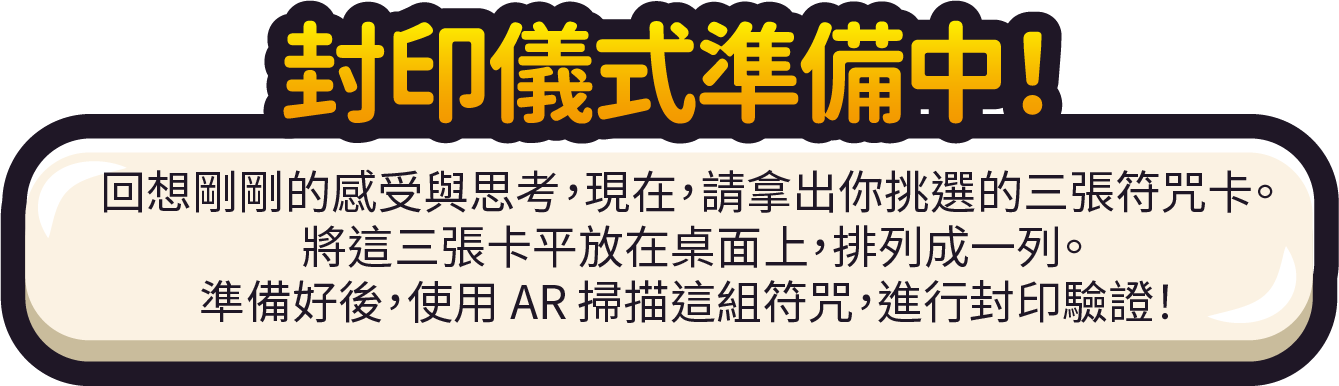 封印儀式準備中!
回想剛剛的感受與思考,現在,請拿出你挑選的三張符咒卡。
將這三張卡平放在桌面上,排列成一列。
準備好後,使用 AR 掃描這組符咒,進行封印驗證!